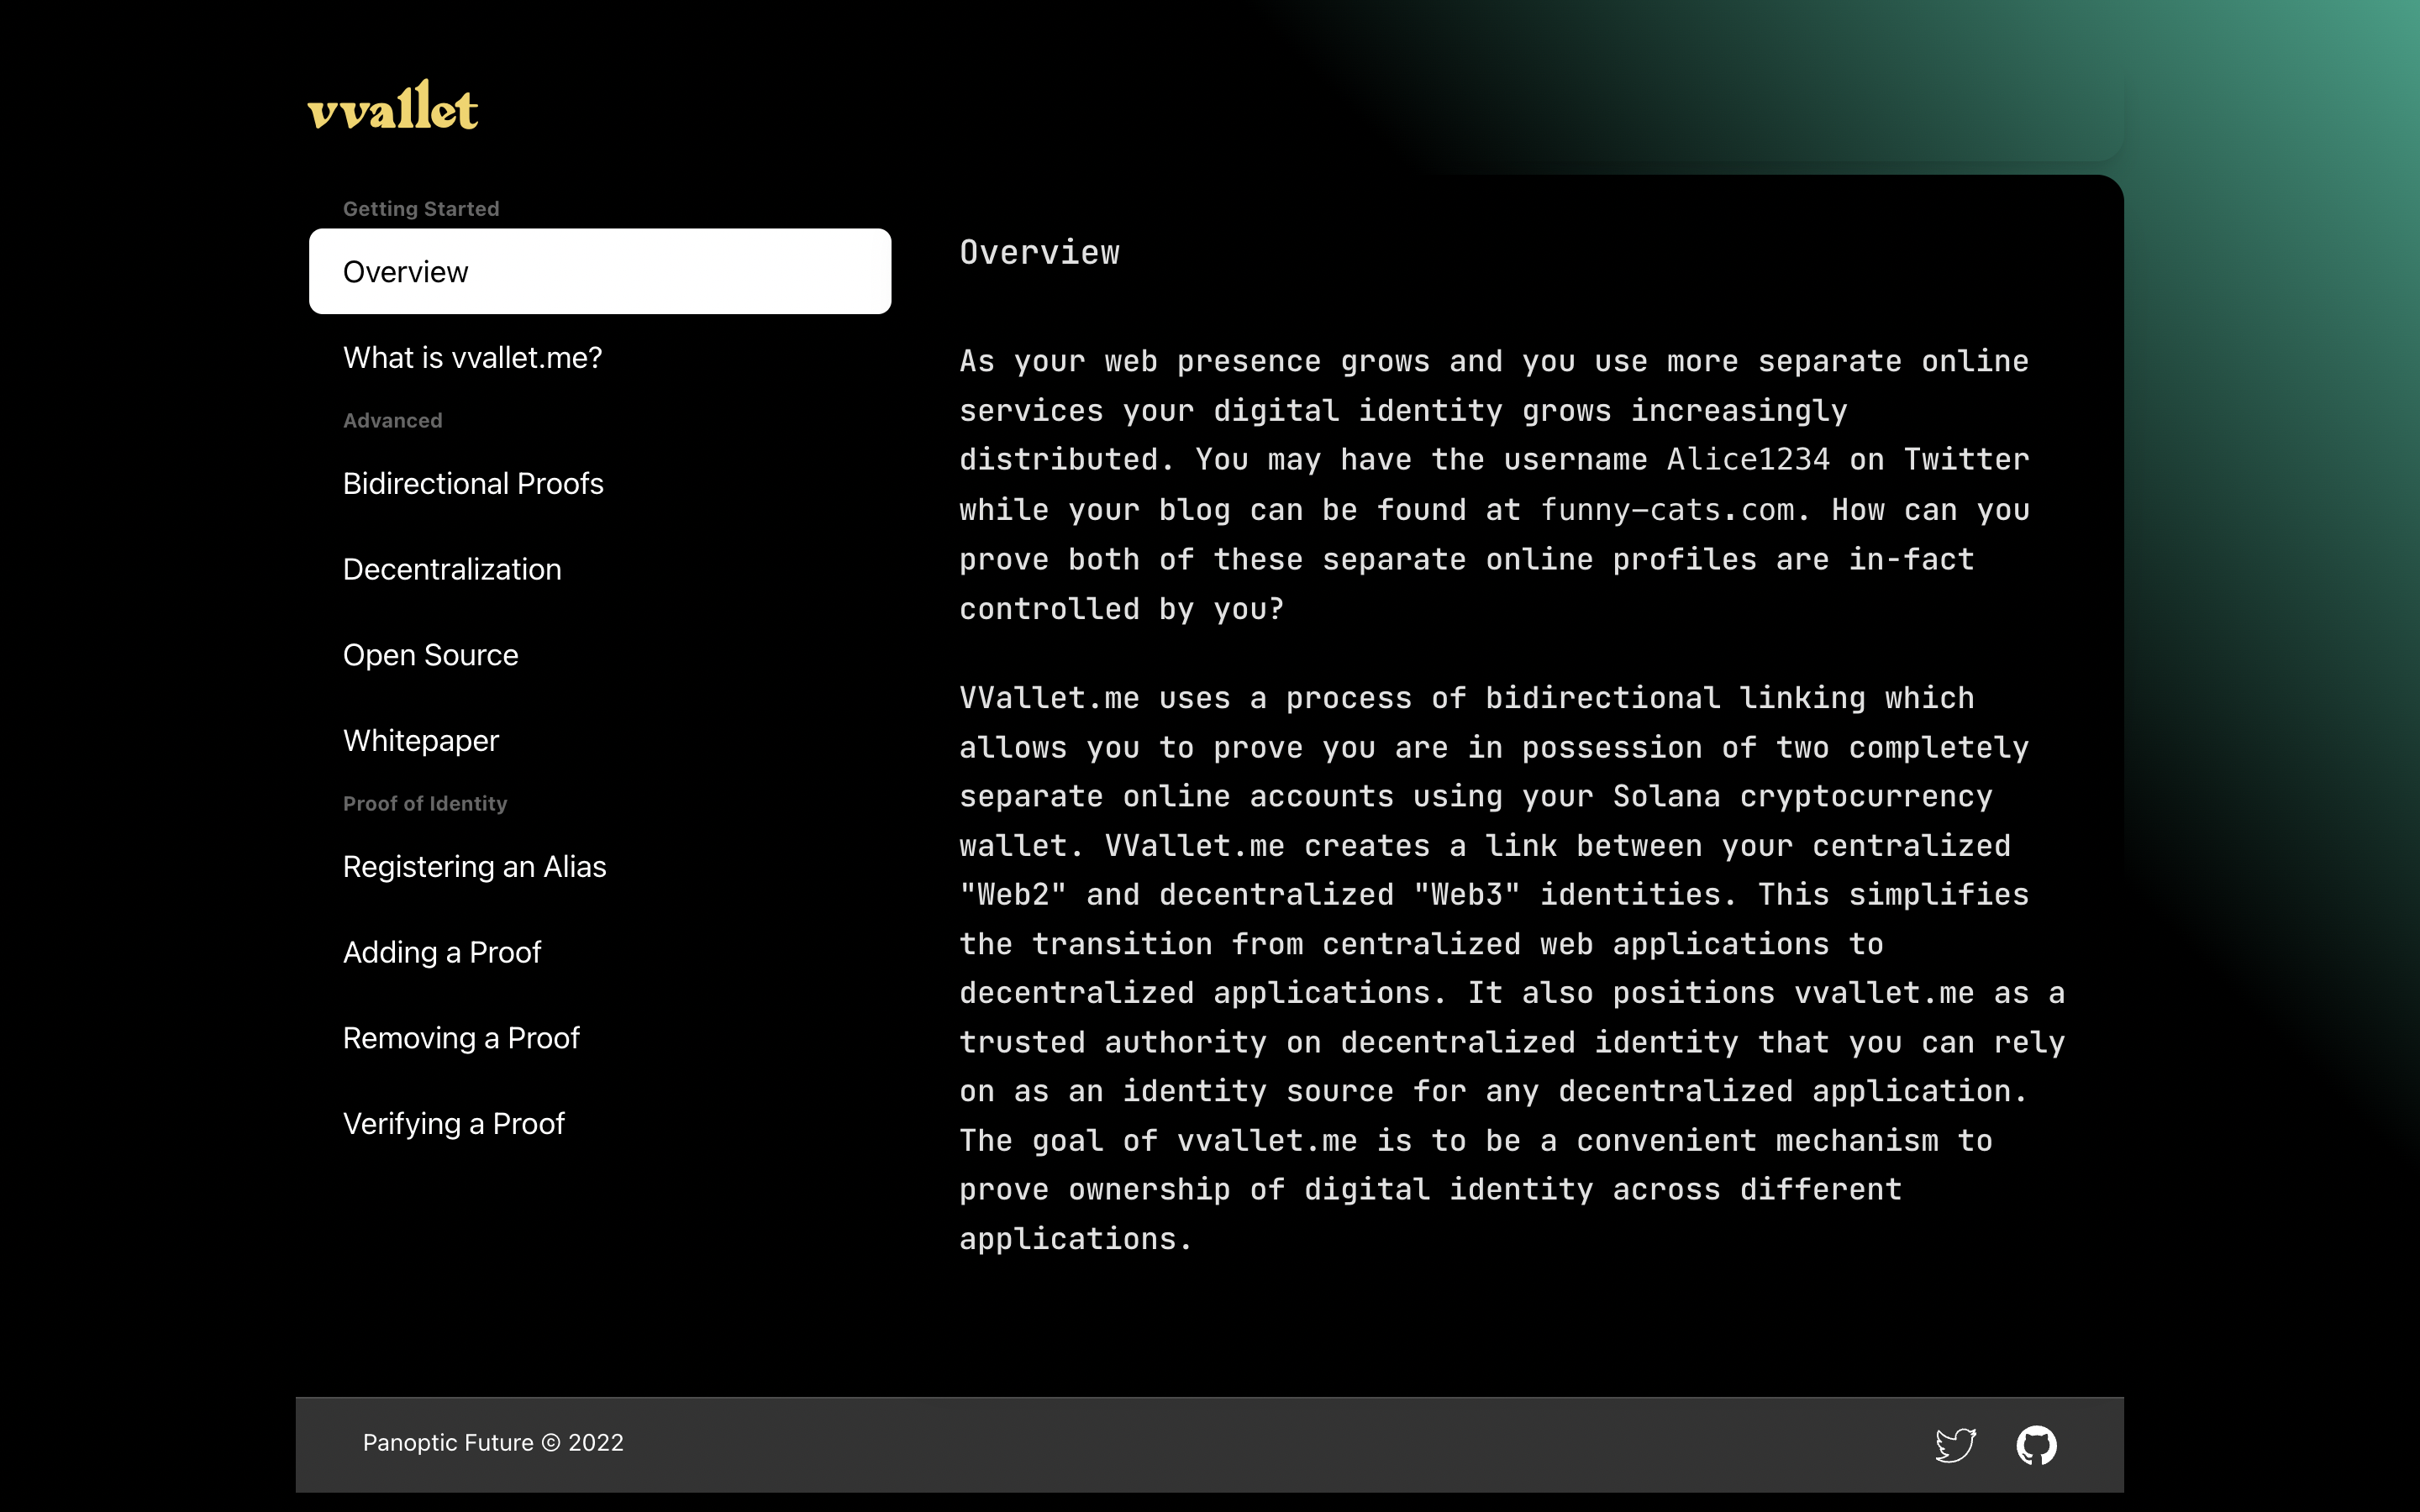 vvallet
Getting Started
Overview
What is vvallet.me?
Advanced
Bidirectional Proofs
Decentralization
Open Source
Whitepaper
Proof of Identity
Registering an Alias
Adding a Proof
Removing a Proof
Verifying a Proof
Overview
As your web presence grows and you use more separate online
services your digital identity grows increasingly
distributed. You may have the username Alice1234 on Twitter
while your blog can be found at funny-cats.com. How can you
prove both of these separate online profiles are in-fact
controlled by you?
VVallet.me uses a process of bidirectional linking which
allows you to prove you are in possession of two completely
separate online accounts using your Solana cryptocurrency
wallet. VVallet.me creates a link between your centralized
"Web2" and decentralized "Web3" identities. This simplifies
the transition from centralized web applications to
decentralized applications. It also positions vvallet.me as a
trusted authority on decentralized identity that you can rely
on as an identity source for any decentralized application.
The goal of vvallet.me is to be a convenient mechanism to
prove ownership of digital identity across different
applications.
Panoptic Future © 2022